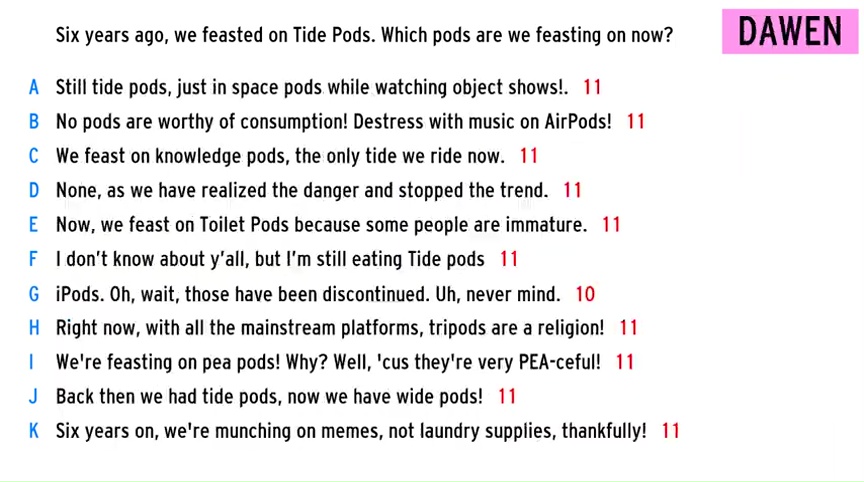 Six years ago, we feasted on Tide Pods. Which pods are we feasting on now?
DAWEN
A Still tide pods, just in space pods while watching object shows!. 11
B No pods are worthy of consumption! Destress with music on AirPods! 11
C We feast on knowledge pods, the only tide we ride now. 11
D None, as we have realized the danger and stopped the trend. 11
E Now, we feast on Toilet Pods because some people are immature. 11
F I don't know about y'all, but I'm still eating Tide pods 11
G iPods. Oh, wait, those have been discontinued. Uh, never mind. 10
H Right now, with all the mainstream platforms, tripods are a religion! 11
I We're feasting on pea pods! Why? Well, 'cus they're very PEA-ceful! 11
J Back then we had tide pods, now we have wide pods! 11
K Six years on, we're munching on memes, not laundry supplies, thankfully! 11